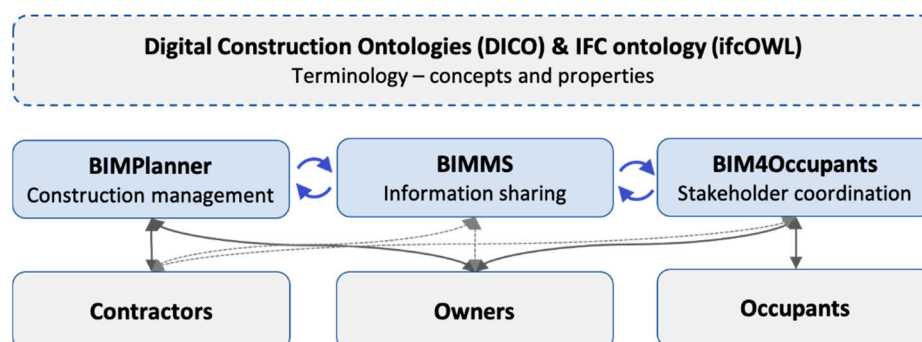 Digital Construction Ontologies (DICO) & IFC ontology (ifcOWL)
Terminology – concepts and properties
BIMPlanner
Construction management
BIMMS
Information sharing
BIM4Occupants
Stakeholder coordination
Contractors
Owners
Occupants